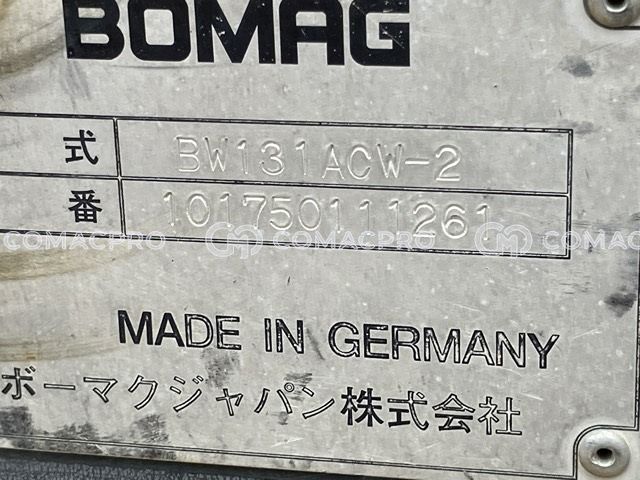 BOMAG
式 BW131ACW-2
番 101750111261
COMACPRO COMACPRO COMACPRO
MADE IN GERMANY
ボーマクジャパン株式会社